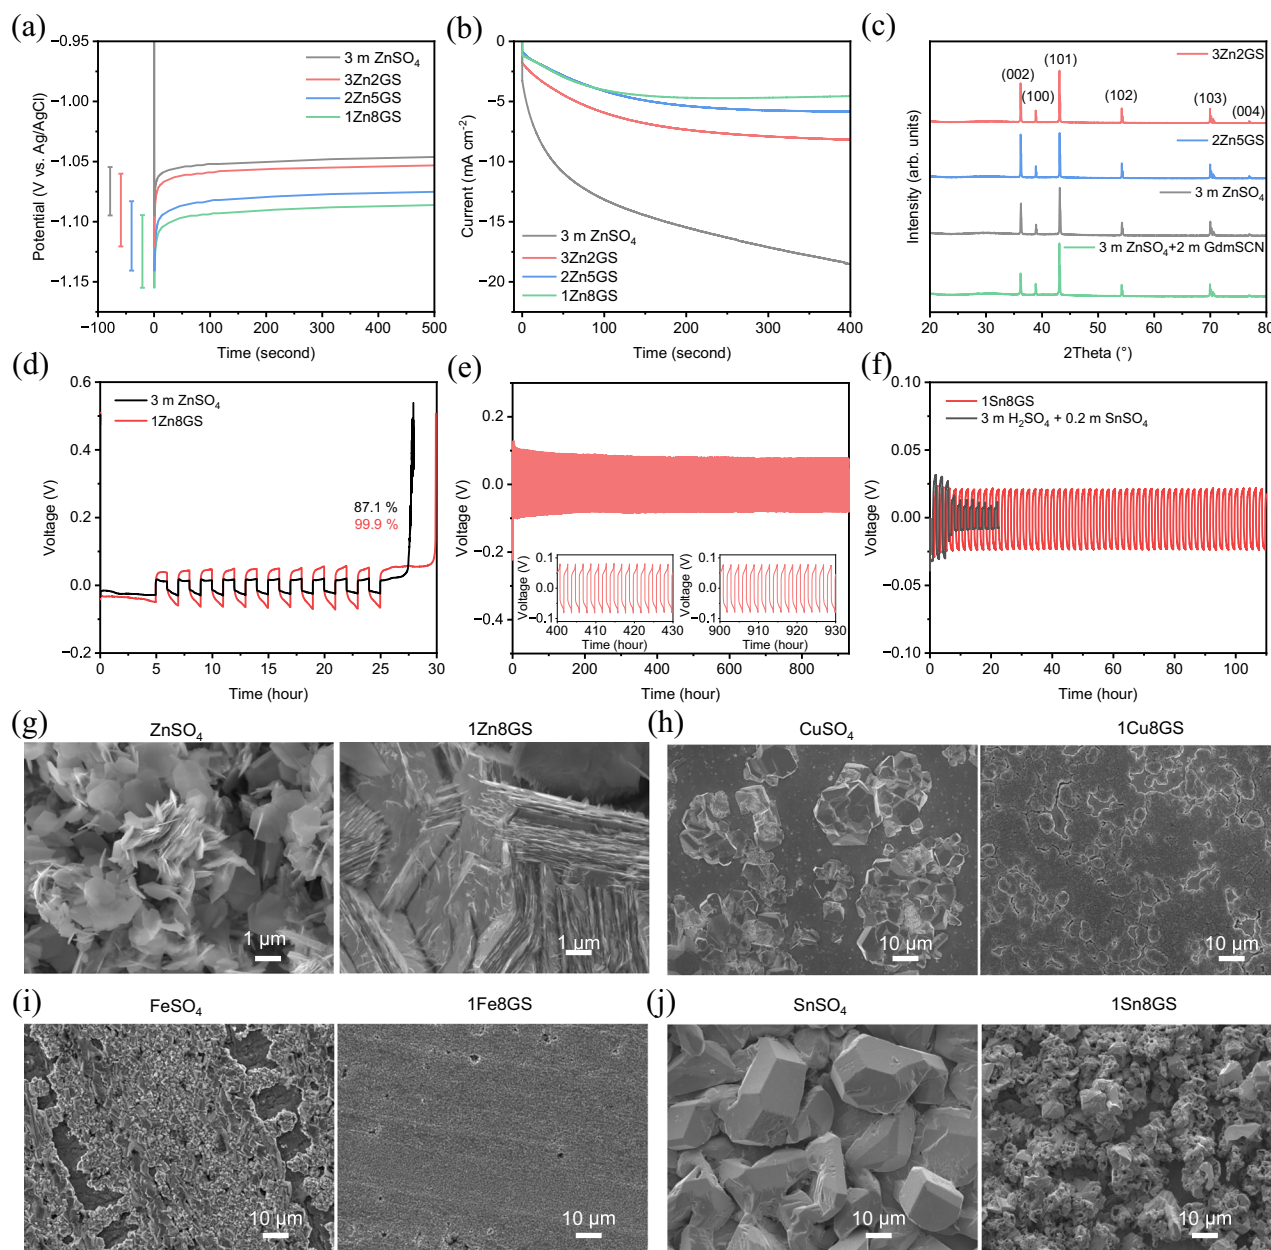 (a)
−0.95
−1.00
−1.05
−1.10
−1.15
Potential (V vs. Ag/AgCl)
3 m ZnSO₄
3Zn2GS
2Zn5GS
1Zn8GS
−100 0 100 200 300 400 500
Time (second)
(b)
0
−5
−10
−15
−20
Current (mA cm⁻²)
3 m ZnSO₄
3Zn2GS
2Zn5GS
1Zn8GS
0 100 200 300 400
Time (second)
(c)
Intensity (arb. units)
(002)
(100)
(101)
(102)
(103)
(004)
3Zn2GS
2Zn5GS
3 m ZnSO₄
3 m ZnSO₄+2 m GdmSCN
20 30 40 50 60 70 80
2Theta (°)
(d)
0.6
0.4
0.2
0.0
−0.2
Voltage (V)
3 m ZnSO₄
1Zn8GS
87.1 %
99.9 %
0 5 10 15 20 25 30
Time (hour)
(e)
0.2
0.0
−0.2
−0.4
Voltage (V)
0.1
0.0
−0.1
Voltage (V)
400 410 420 430
Time (hour)
0.1
0.0
−0.1
Voltage (V)
900 910 920 930
Time (hour)
0 200 400 600 800
Time (hour)
(f)
0.10
0.05
0.00
−0.05
−0.10
Voltage (V)
1Sn8GS
3 m H₂SO₄ + 0.2 m SnSO₄
0 20 40 60 80 100
Time (hour)
(g)
ZnSO₄
1Zn8GS
1 µm
1 µm
(h)
CuSO₄
1Cu8GS
10 µm
10 µm
(i)
FeSO₄
1Fe8GS
10 µm
10 µm
(j)
SnSO₄
1Sn8GS
10 µm
10 µm